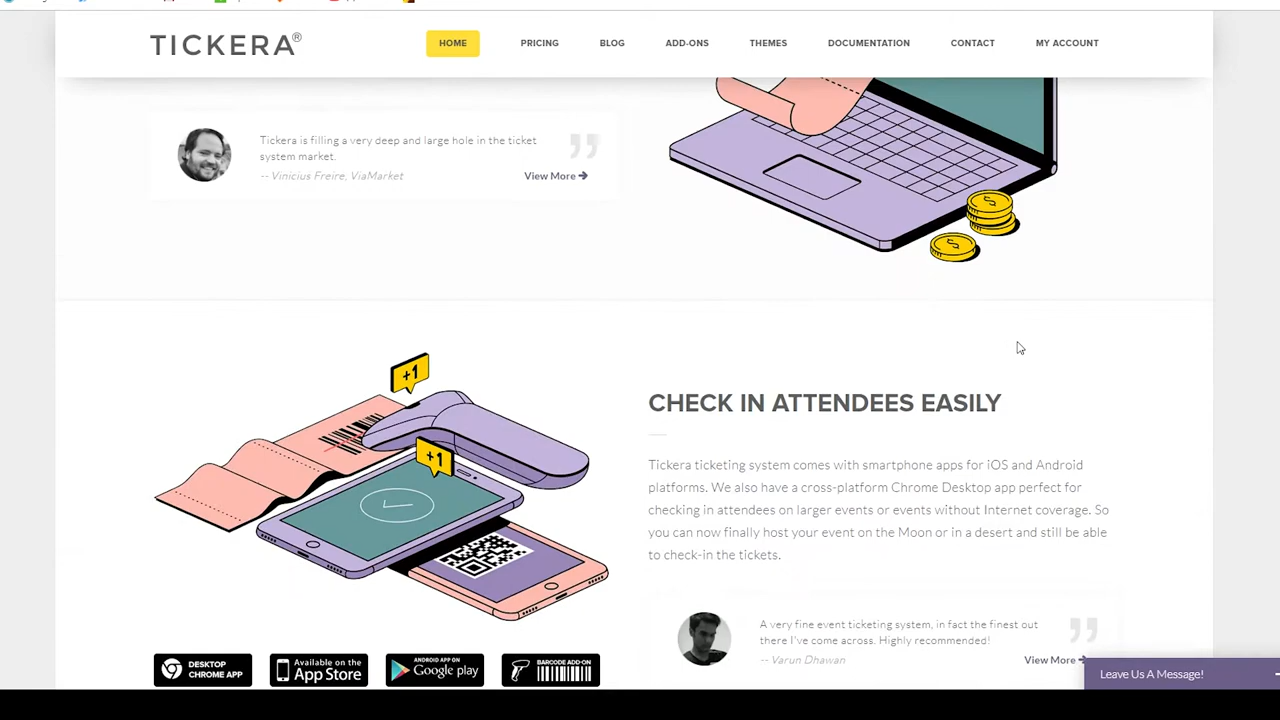 TICKERA®
HOME
PRICING
BLOG
ADD-ONS
THEMES
DOCUMENTATION
CONTACT
MY ACCOUNT
Tickera is filling a very deep and large hole in the ticket
system market.
-- Vinicius Freire, ViaMarket
View More
+1
+1
CHECK IN ATTENDEES EASILY
Tickera ticketing system comes with smartphone apps for iOS and Android
platforms. We also have a cross-platform Chrome Desktop app perfect for
checking in attendees on larger events or events without Internet coverage. So
you can now finally host your event on the Moon or in a desert and still be able
to check-in the tickets.
A very fine event ticketing system, in fact the finest out
there I've come across. Highly recommended!
-- Varun Dhawan
View More
DESKTOP
CHROME APP
Available on the
App Store
ANDROID APP ON
Google play
BARCODE ADD-ON
Leave Us A Message!